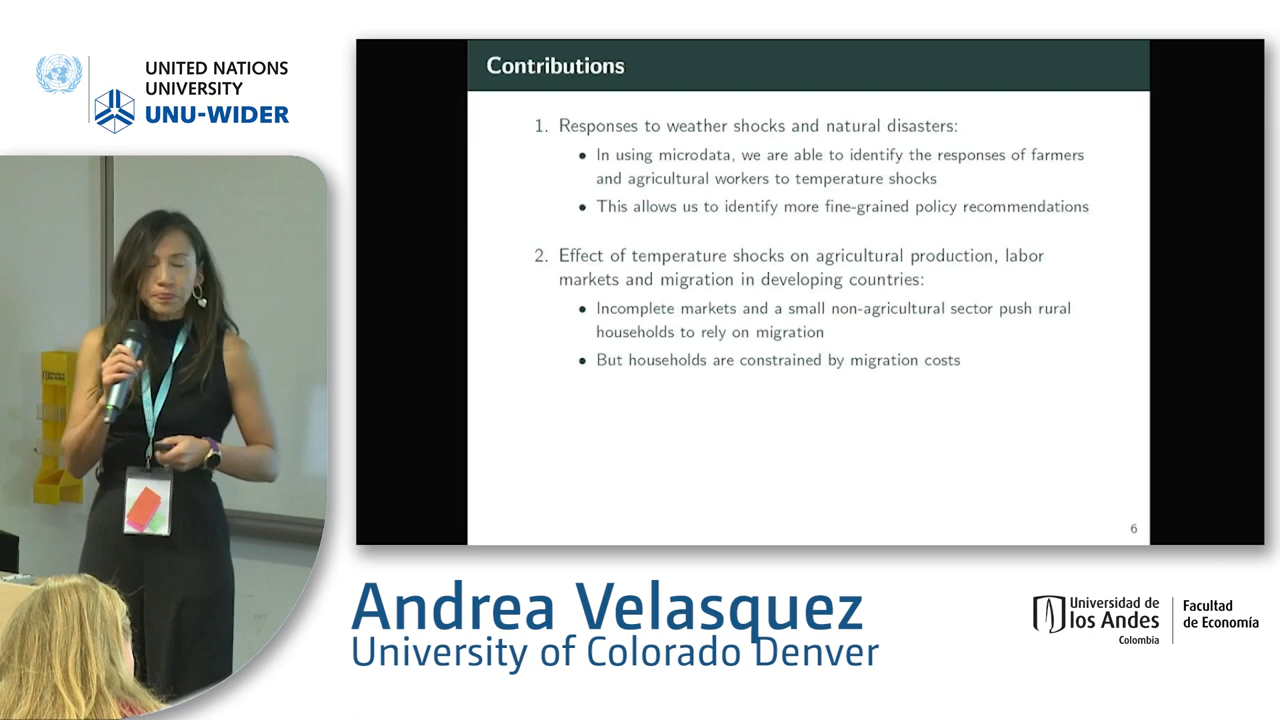 UNITED NATIONS
UNIVERSITY
UNU-WIDER
Contributions
1. Responses to weather shocks and natural disasters:
• In using microdata, we are able to identify the responses of farmers
and agricultural workers to temperature shocks
• This allows us to identify more fine-grained policy recommendations
2. Effect of temperature shocks on agricultural production, labor
markets and migration in developing countries:
• Incomplete markets and a small non-agricultural sector push rural
households to rely on migration
• But households are constrained by migration costs
6
Andrea Velasquez
University of Colorado Denver
Universidad de
los Andes
Colombia
Facultad
de Economía